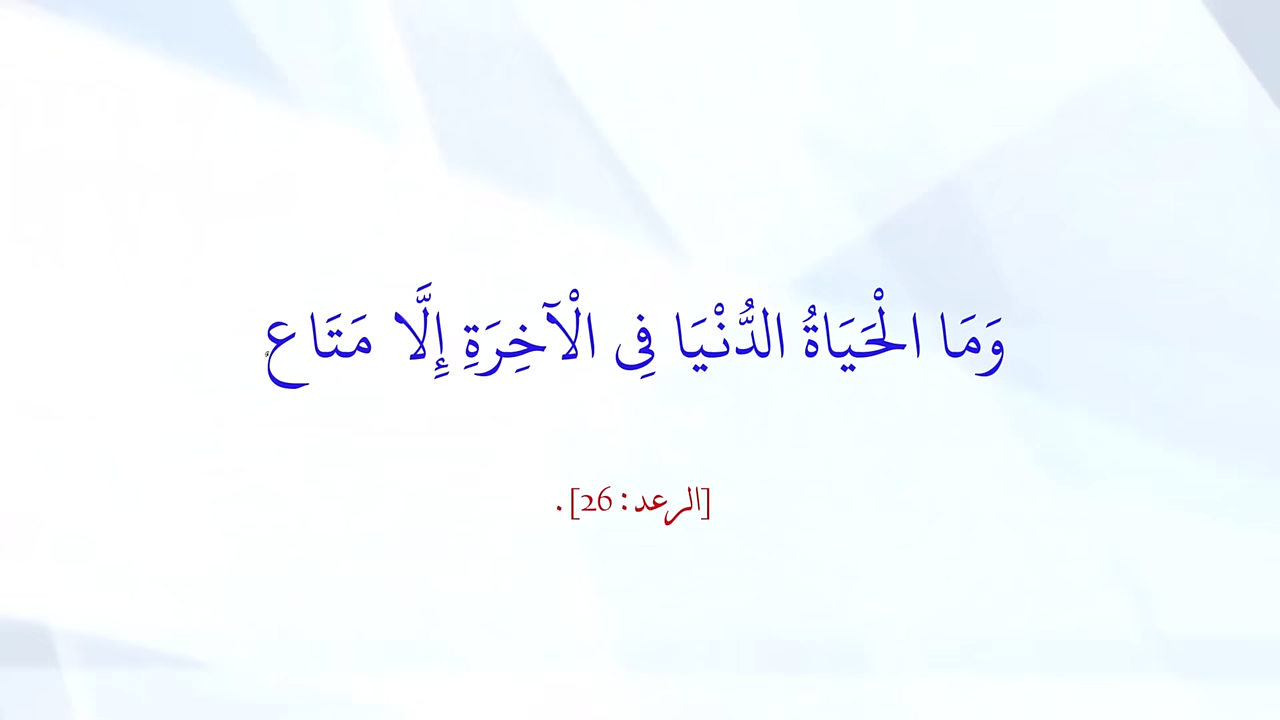 وَمَا الْحَيَاةُ الدُّنْيَا فِى الْآخِرَةِ إِلَّا مَتَاع
[الرعد: 26].